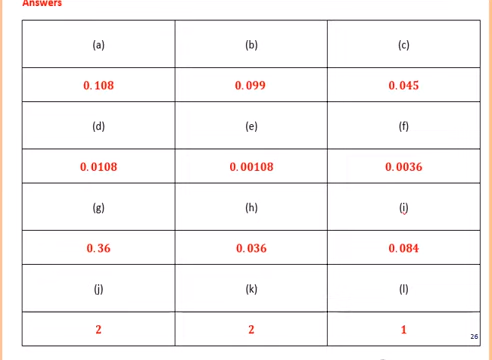 Answers
(a) (b) (c)
0.108 0.099 0.045
(d) (e) (f)
0.0108 0.00108 0.0036
(g) (h) (i)
0.36 0.036 0.084
(j) (k) (l)
2 2 1
26